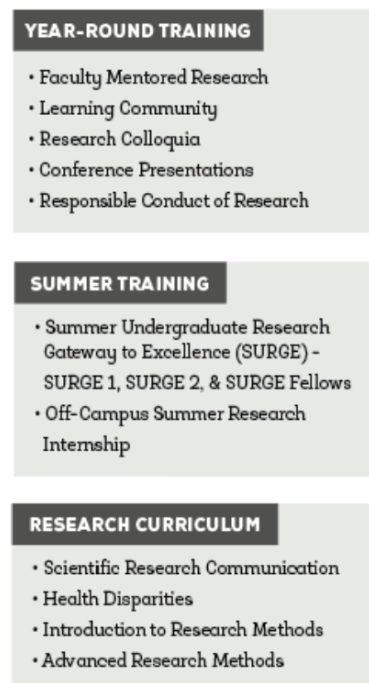 YEAR-ROUND TRAINING
• Faculty Mentored Research
• Learning Community
• Research Colloquia
• Conference Presentations
• Responsible Conduct of Research
SUMMER TRAINING
• Summer Undergraduate Research
Gateway to Excellence (SURGE) -
SURGE 1, SURGE 2, & SURGE Fellows
• Off-Campus Summer Research
Internship
RESEARCH CURRICULUM
• Scientific Research Communication
• Health Disparities
• Introduction to Research Methods
• Advanced Research Methods